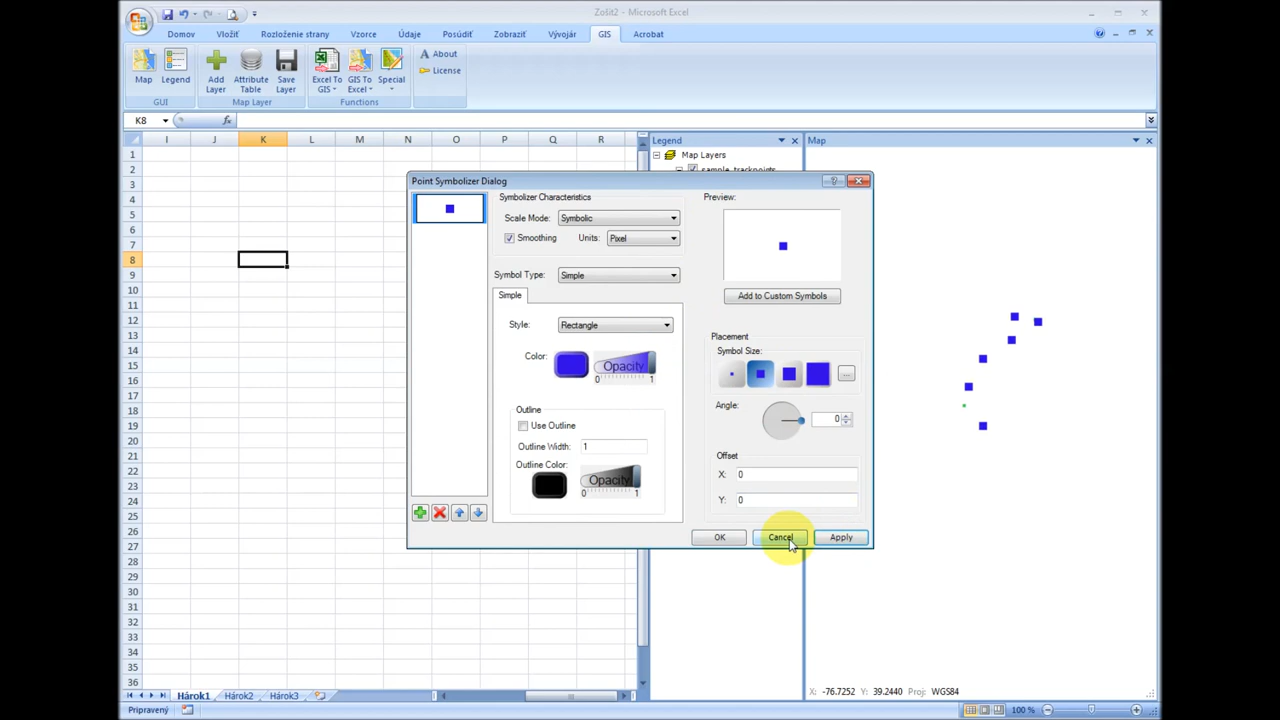 Zošit2 - Microsoft Excel
Domov Vložiť Rozloženie strany Vzorce Údaje Posúdiť Zobraziť Vývojár GIS Acrobat
Map Legend Add Layer Attribute Table Save Layer Excel To GIS GIS To Excel Special About
License
GUI Map Layer Functions
K8 fx
I J K L M N O P Q R
Legend Map
Map Layers
sample_trackpoints
1
2
3
4
5
6
7
8
9
10
11
12
13
14
15
16
17
18
19
20
21
22
23
24
25
26
27
28
29
30
31
32
33
34
35
36
Point Symbolizer Dialog ?
Symbolizer Characteristics
Scale Mode: Symbolic
Smoothing Units: Pixel
Symbol Type: Simple
Simple
Style: Rectangle
Color: Opacity
0 1
Outline
Use Outline
Outline Width: 1
Outline Color: Opacity
0 1
Preview:
Add to Custom Symbols
Placement
Symbol Size:
...
Angle: 0
Offset
X: 0
Y: 0
OK Cancel Apply
X: -76.7252 Y: 39.2440 Proj: WGS84
Hárok1 Hárok2 Hárok3
Pripravený 100 %